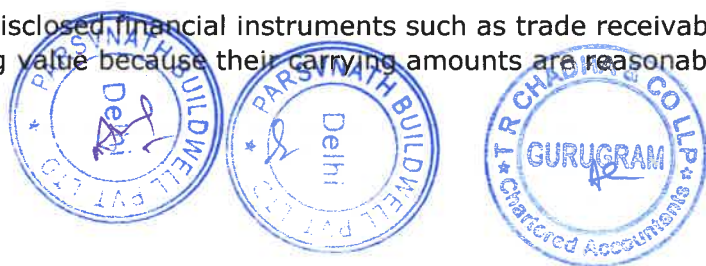 isclosed financial instruments such as trade receivab
g value because their carrying amounts are reasonab
PARSVNATH BUILDWELL PVT LTD
Delhi
PARSVNATH BUILDWELL PVT LTD
Delhi
T R CHADHA & CO LLP
GURUGRAM
Chartered Accountants